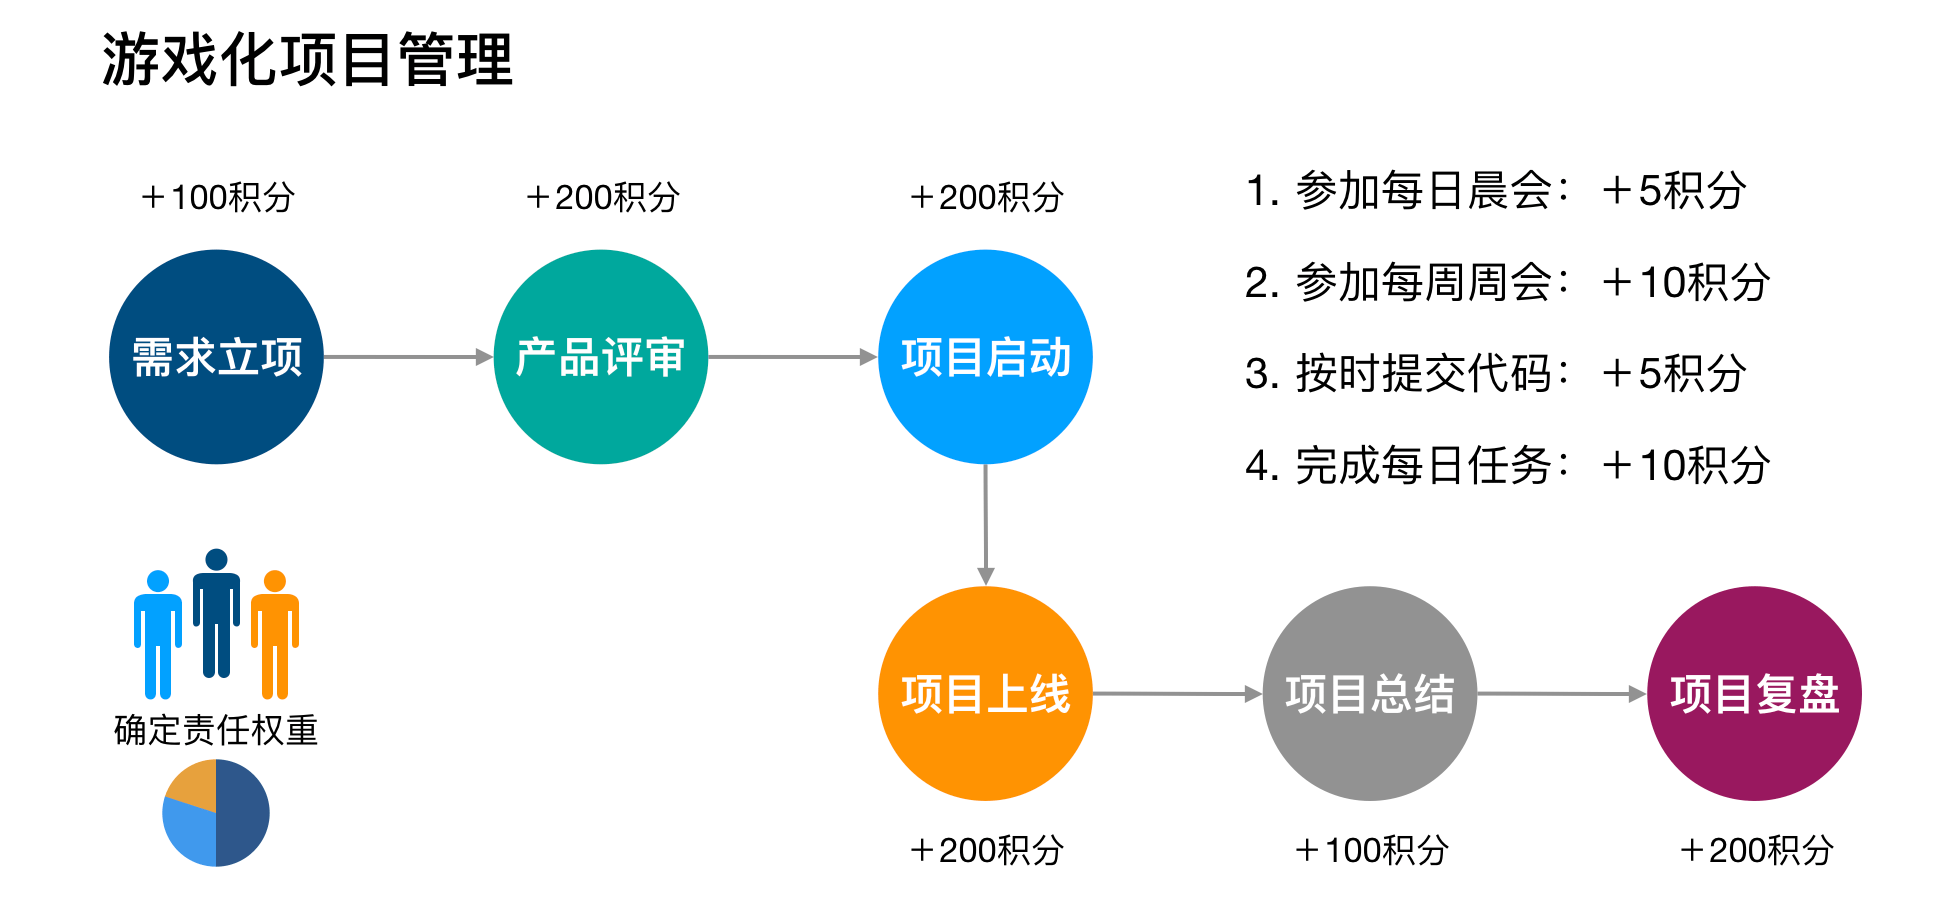 游戏化项目管理
+100积分
+200积分
+200积分
需求立项
产品评审
项目启动
1. 参加每日晨会：+5积分
2. 参加每周周会：+10积分
3. 按时提交代码：+5积分
4. 完成每日任务：+10积分
确定责任权重
项目上线
项目总结
项目复盘
+200积分
+100积分
+200积分